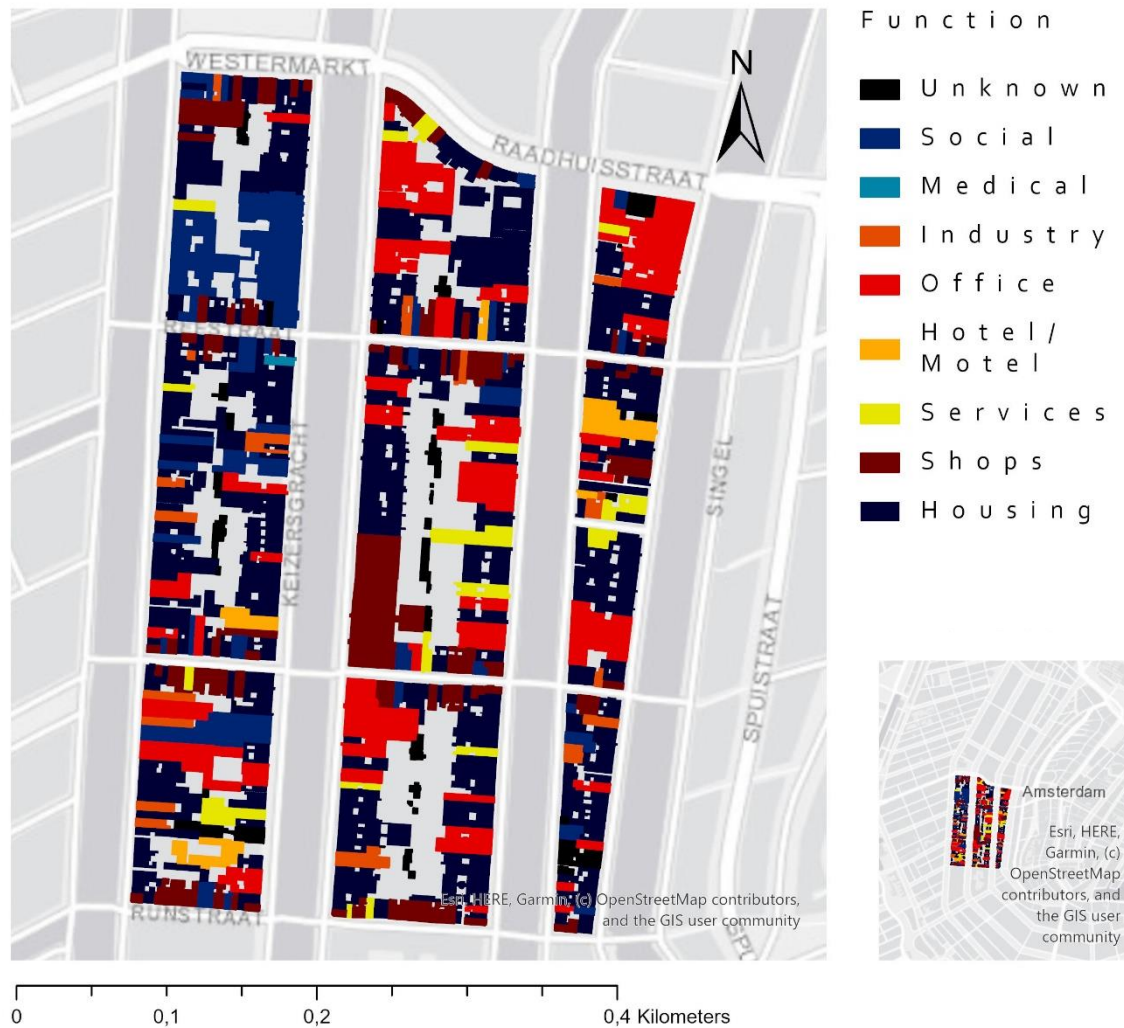 Function
Unknown
Social
Medical
Industry
Office
Hotel/
Motel
Services
Shops
Housing
N
WESTERMARKT
RAADHUISSTRAAT
REESTRAAT
KEIZERSGRACHT
SINGEL
SPUISTRAAT
RUNSTRAAT
Esri, HERE, Garmin, (c) OpenStreetMap contributors,
and the GIS user community
Amsterdam
Esri, HERE,
Garmin, (c)
OpenStreetMap
contributors, and
the GIS user
community
0
0,1
0,2
0,4 Kilometers